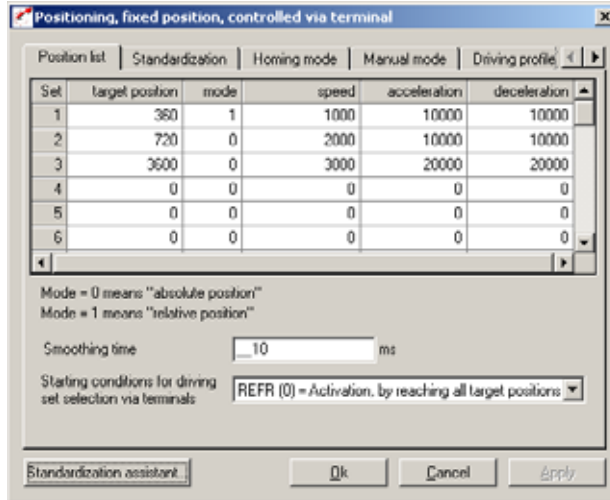 Positioning, fixed position, controlled via terminal
Position list Standardization Homing mode Manual mode Driving profile
Set target position mode speed acceleration deceleration
1 360 1 1000 10000 10000
2 720 0 2000 10000 10000
3 3600 0 3000 20000 20000
4 0 0 0 0 0
5 0 0 0 0 0
6 0 0 0 0 0
Mode = 0 means "absolute position"
Mode = 1 means "relative position"
Smoothing time __10 ms
Starting conditions for driving
set selection via terminals
REFR (0) = Activation, by reaching all target positions
Standardization assistant... Ok Cancel Apply